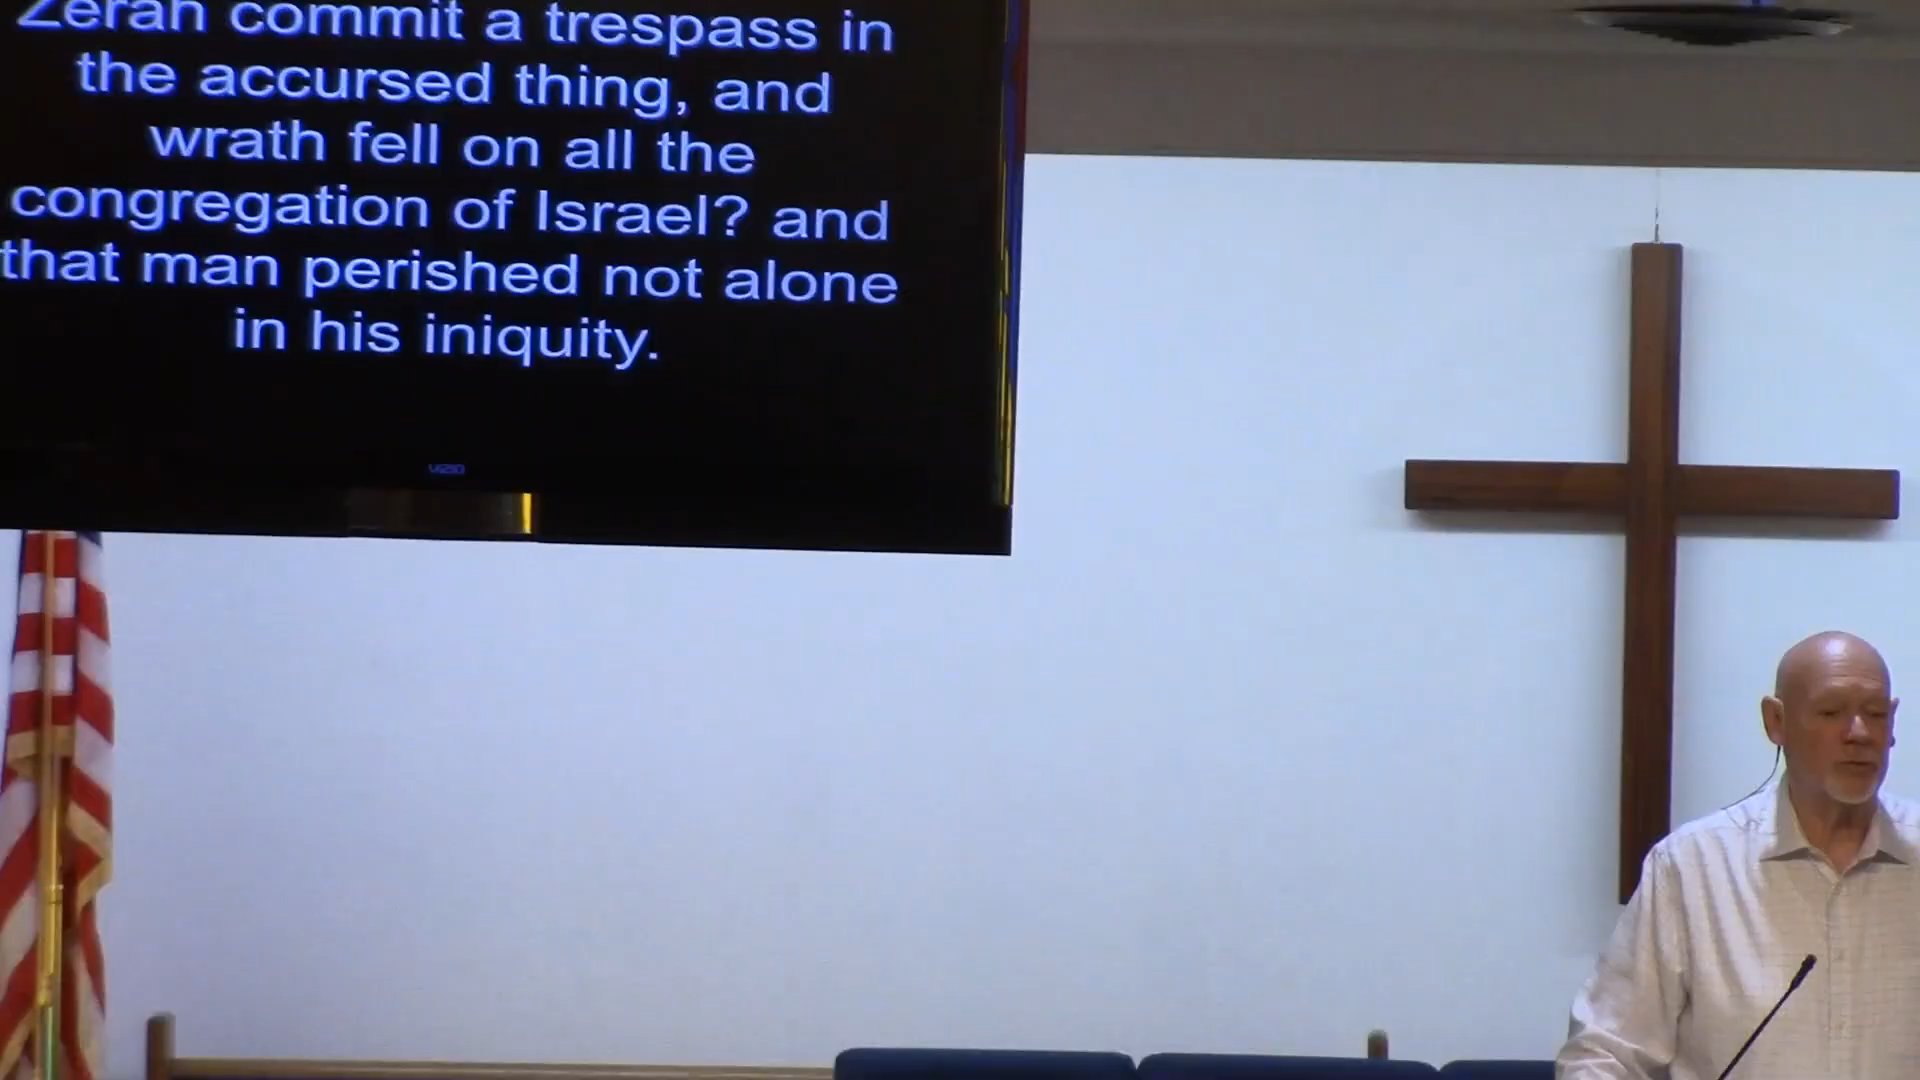 Zerah commit a trespass in
the accursed thing, and
wrath fell on all the
congregation of Israel? and
that man perished not alone
in his iniquity.
VIZIO